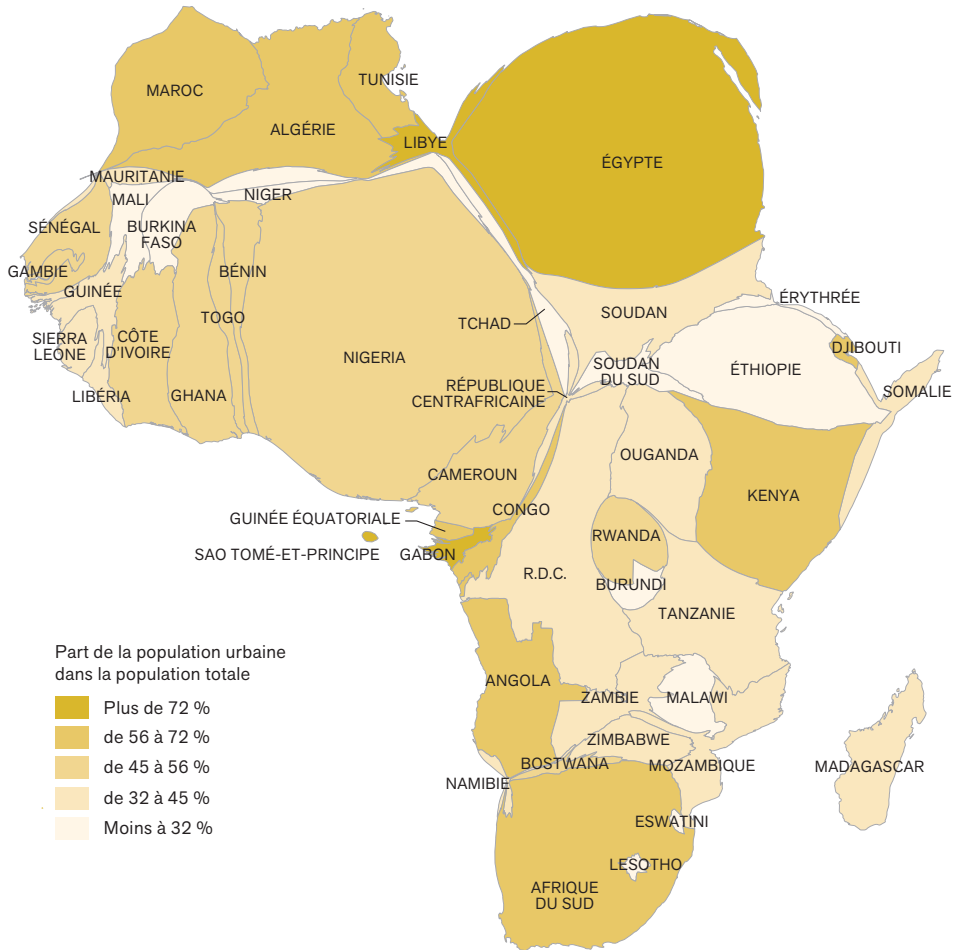 MAROC
TUNISIE
ALGÉRIE
LIBYE
ÉGYPTE
MAURITANIE
MALI
NIGER
SÉNÉGAL
BURKINA
FASO
GAMBIE
BÉNIN
GUINÉE
ÉRYTHRÉE
SOUDAN
TOGO
TCHAD
SIERRA
LEONE
CÔTE
D'IVOIRE
DJIBOUTI
NIGERIA
SOUDAN
DU SUD
ÉTHIOPIE
RÉPUBLIQUE
CENTRAFRICAINE
SOMALIE
LIBÉRIA
GHANA
OUGANDA
CAMEROUN
KENYA
CONGO
GUINÉE ÉQUATORIALE
RWANDA
SAO TOMÉ-ET-PRINCIPE
GABON
R.D.C.
BURUNDI
TANZANIE
ANGOLA
ZAMBIE
MALAWI
ZIMBABWE
BOSTWANA
MOZAMBIQUE
MADAGASCAR
NAMIBIE
ESWATINI
LESOTHO
AFRIQUE
DU SUD
Part de la population urbaine
dans la population totale
Plus de 72 %
de 56 à 72 %
de 45 à 56 %
de 32 à 45 %
Moins à 32 %